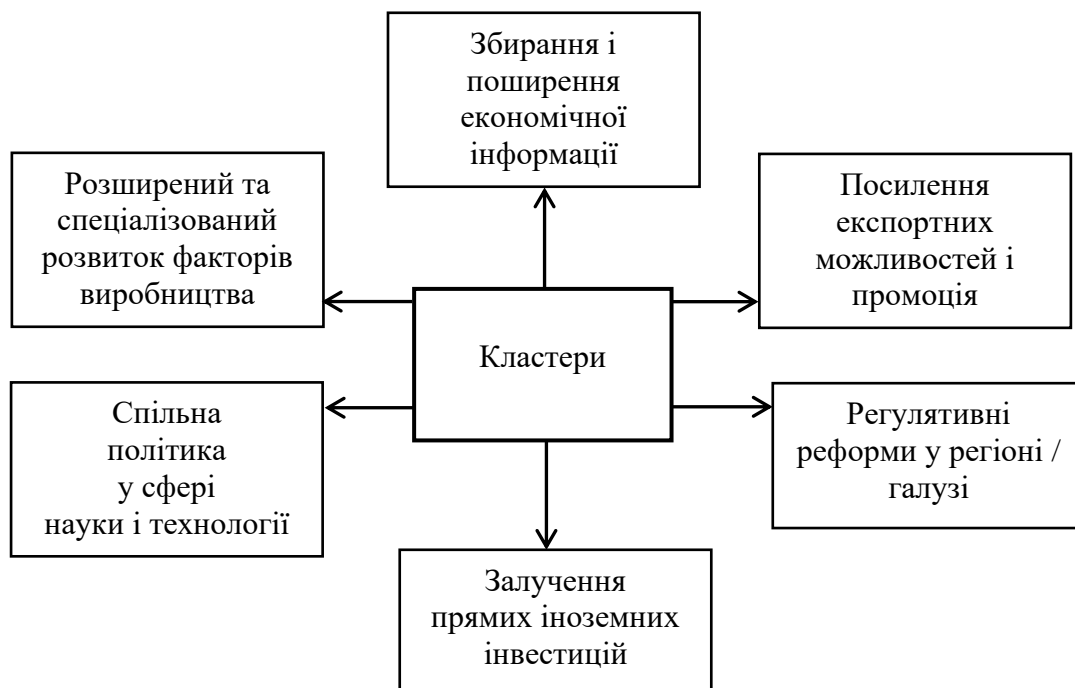 Збирання і
поширення
економічної
інформації
Розширений та
спеціалізований
розвиток факторів
виробництва
Посилення
експортних
можливостей і
промоція
Кластери
Спільна
політика
у сфері
науки і технології
Регулятивні
реформи у регіоні /
галузі
Залучення
прямих іноземних
інвестицій